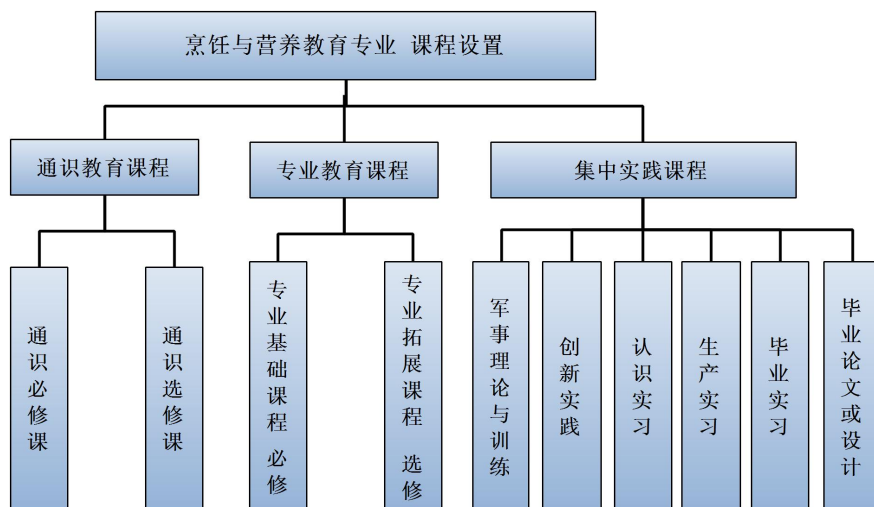 烹饪与营养教育专业 课程设置
通识教育课程
专业教育课程
集中实践课程
通识必修课
通识选修课
专业基础课程 必修
专业拓展课程 选修
军事理论与训练
创新实践
认识实习
生产实习
毕业实习
毕业论文或设计